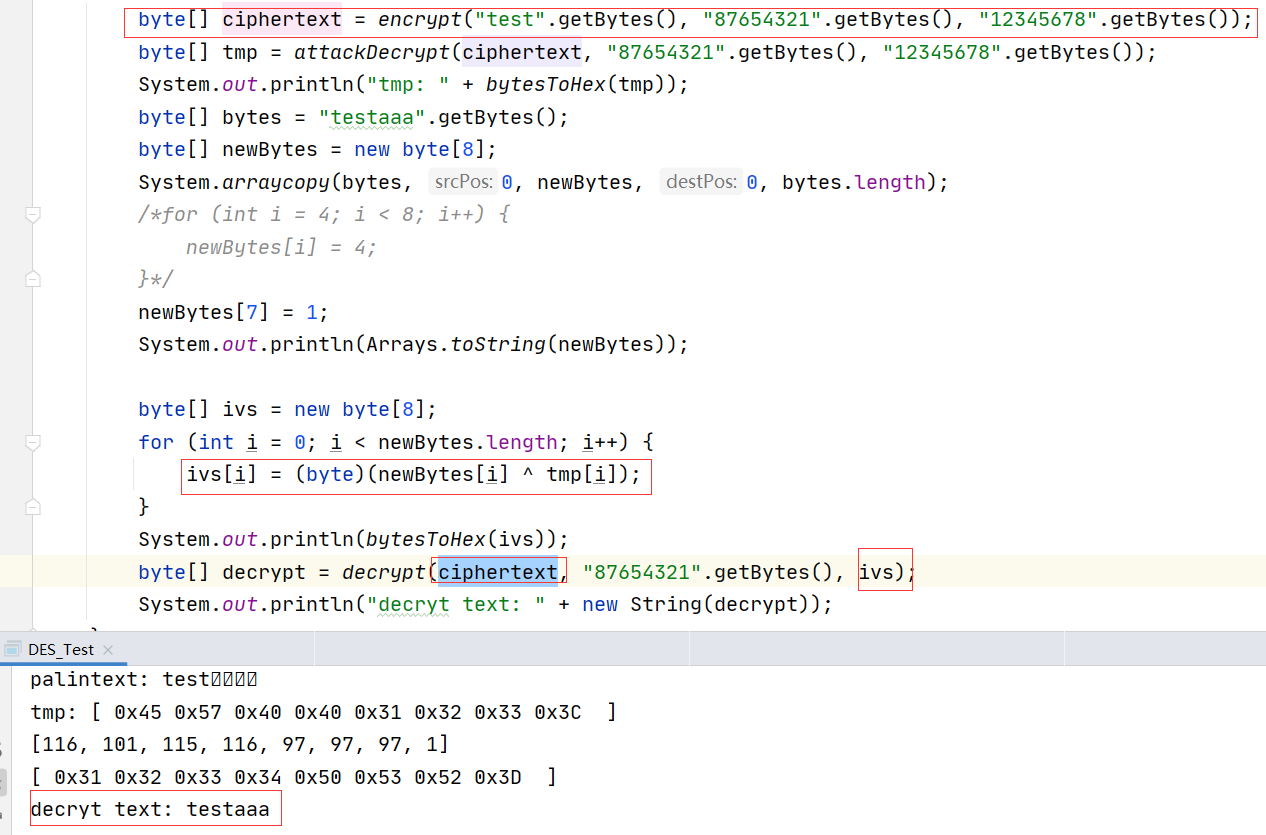 byte[] ciphertext = encrypt("test".getBytes(), "87654321".getBytes(), "12345678".getBytes());
byte[] tmp = attackDecrypt(ciphertext, "87654321".getBytes(), "12345678".getBytes());
System.out.println("tmp: " + bytesToHex(tmp));
byte[] bytes = "testaaa".getBytes();
byte[] newBytes = new byte[8];
System.arraycopy(bytes, srcPos: 0, newBytes, destPos: 0, bytes.length);
/*for (int i = 4; i < 8; i++) {
newBytes[i] = 4;
}*/
newBytes[7] = 1;
System.out.println(Arrays.toString(newBytes));
byte[] ivs = new byte[8];
for (int i = 0; i < newBytes.length; i++) {
ivs[i] = (byte)(newBytes[i] ^ tmp[i]);
}
System.out.println(bytesToHex(ivs));
byte[] decrypt = decrypt(ciphertext, "87654321".getBytes(), ivs);
System.out.println("decryt text: " + new String(decrypt));
DES_Test
palintext: test
tmp: [ 0x45 0x57 0x40 0x40 0x31 0x32 0x33 0x3C ]
[116, 101, 115, 116, 97, 97, 97, 1]
[ 0x31 0x32 0x33 0x34 0x50 0x53 0x52 0x3D ]
decryt text: testaaa